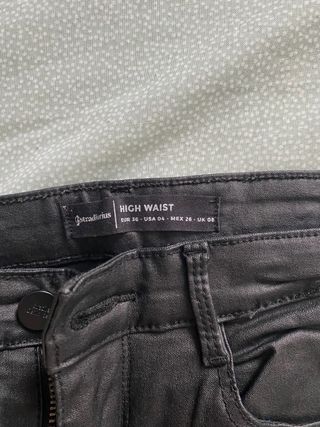 stradivarius
HIGH WAIST
EUR 36 - USA 04 - MEX 26 - UK 08